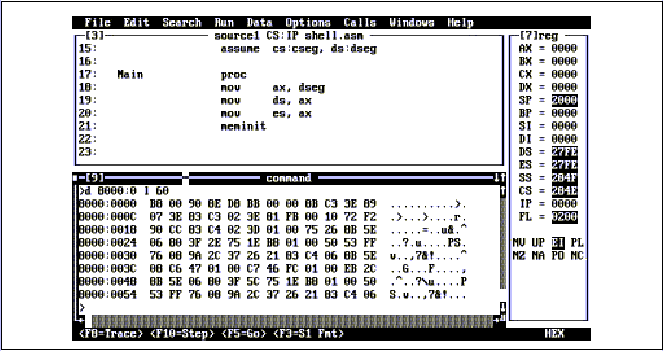 File Edit Search Run Data Options Calls Windows Help
[3] source1 CS:IP shell.asm
15: assume cs:cseg, ds:dseg
16:
17: Main proc
18: mov ax, dseg
19: mov ds, ax
20: mov es, ax
21: meminit
22:
23:
[7]reg
AX = 0000
BX = 0000
CX = 0000
DX = 0000
SP = 2000
BP = 0000
SI = 0000
DI = 0000
DS = 27FE
ES = 27FE
SS = 284F
CS = 284E
IP = 0000
FL = 0200
NV UP EI PL
NZ NA PO NC
[9] command
>d 8000:0 l 60
8000:0000 B8 00 90 8E D8 BB 00 00 8B C3 3E 89 ..........>.
8000:000C 07 3E 83 C3 02 3E 81 FB 00 10 72 F2 .>...>....r.
8000:0018 90 CC 83 C4 02 3D 01 00 75 26 8B 5E .....=..u&.^
8000:0024 06 80 3F 2E 75 1E B8 01 00 50 53 FF ..?.u....PS.
8000:0030 76 08 9A 2C 37 26 21 83 C4 06 8B 5E v..,7&!....^
8000:003C 08 C6 47 01 00 C7 46 FC 01 00 EB 2C ..G...F....,
8000:0048 8B 5E 06 80 3F 5C 75 1E B8 01 00 50 .^..?\u....P
8000:0054 53 FF 76 08 9A 2C 37 26 21 83 C4 06 S.v..,7&!...
>
<F8=Trace> <F10=Step> <F5=Go> <F3=S1 Fmt> HEX